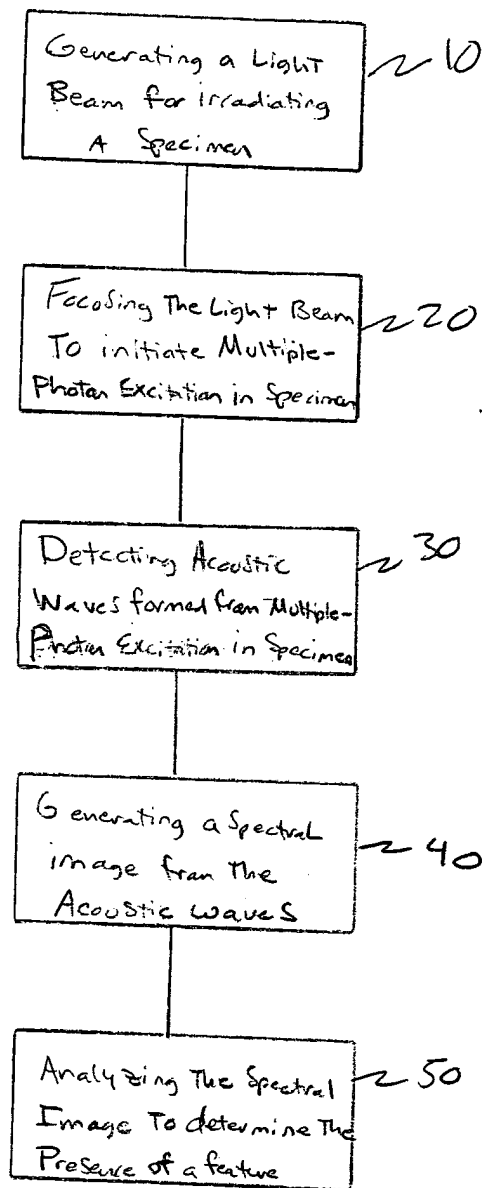 Generating a Light
10
Beam for irradiating
A Specimen
Focosing The Light Beam
20
To initiate Multiple-
Photon Excitation in Specimen
Detecting Acoustic
30
Waves formed from Multiple-
Photon Excitation in Specimen
Generating a Spectral
image from The
40
Acoustic waves
Analyzing The Spectral
50
Image To determine The
Presence of a feature